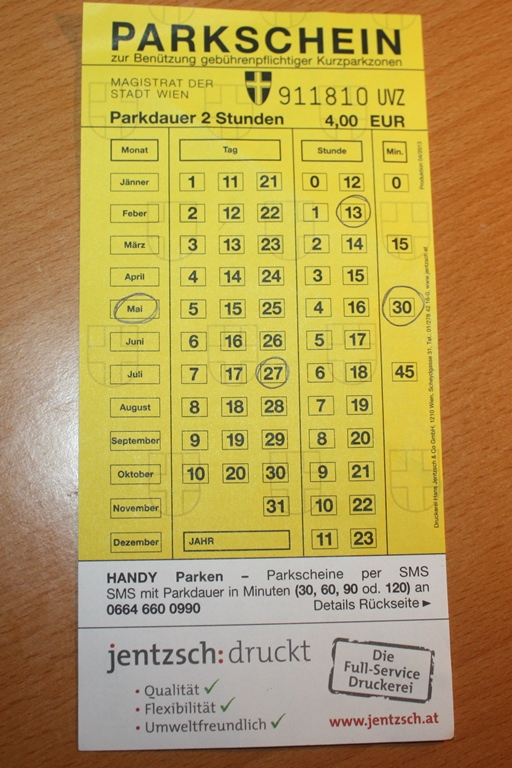 PARKSCHEIN
zur Benützung gebührenpflichtiger Kurzparkzonen
MAGISTRAT DER
STADT WIEN
911810 UVZ
Parkdauer 2 Stunden 4,00 EUR
Monat Tag Stunde Min.
Jänner 1 11 21 0 12 0
Feber 2 12 22 1 13
März 3 13 23 2 14 15
April 4 14 24 3 15
Mai 5 15 25 4 16 30
Juni 6 16 26 5 17
Juli 7 17 27 6 18 45
August 8 18 28 7 19
September 9 19 29 8 20
Oktober 10 20 30 9 21
November 31 10 22
Dezember JAHR 11 23
HANDY Parken – Parkscheine per SMS
SMS mit Parkdauer in Minuten (30, 60, 90 od. 120) an
0664 660 0990 Details Rückseite ►
jentzsch:druckt
• Qualität ✓
• Flexibilität ✓
• Umweltfreundlich ✓
Die
Full-Service
Druckerei
www.jentzsch.at